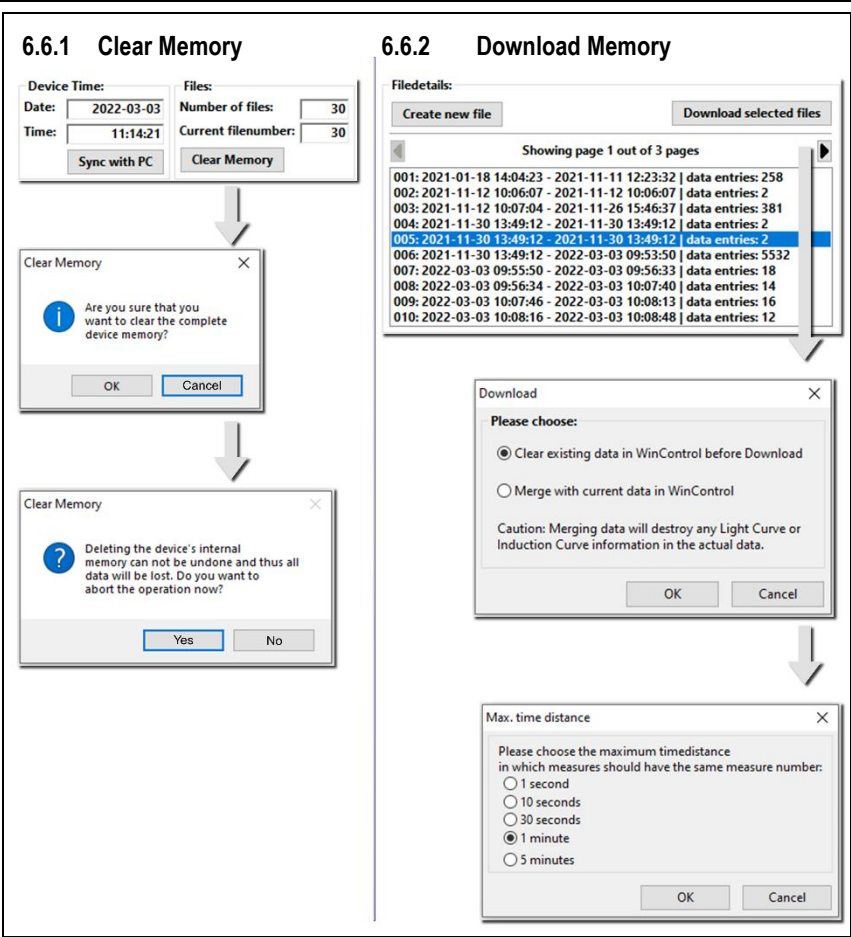 6.6.1 Clear Memory
Device Time:
Date: 2022-03-03
Time: 11:14:21
Sync with PC
Files:
Number of files: 30
Current filenumber: 30
Clear Memory
Clear Memory
Are you sure that you
want to clear the complete
device memory?
OK Cancel
Clear Memory
Deleting the device's internal
memory can not be undone and thus all
data will be lost. Do you want to
abort the operation now?
Yes No
6.6.2 Download Memory
Filedetails:
Create new file Download selected files
Showing page 1 out of 3 pages
001: 2021-01-18 14:04:23 - 2021-11-11 12:23:32 | data entries: 258
002: 2021-11-12 10:06:07 - 2021-11-12 10:06:07 | data entries: 2
003: 2021-11-12 10:07:04 - 2021-11-26 15:46:37 | data entries: 381
004: 2021-11-30 13:49:12 - 2021-11-30 13:49:12 | data entries: 2
005: 2021-11-30 13:49:12 - 2021-11-30 13:49:12 | data entries: 2
006: 2021-11-30 13:49:12 - 2022-03-03 09:53:50 | data entries: 5532
007: 2022-03-03 09:55:50 - 2022-03-03 09:56:33 | data entries: 18
008: 2022-03-03 09:56:34 - 2022-03-03 10:07:40 | data entries: 14
009: 2022-03-03 10:07:46 - 2022-03-03 10:08:13 | data entries: 16
010: 2022-03-03 10:08:16 - 2022-03-03 10:08:48 | data entries: 12
Download
Please choose:
Clear existing data in WinControl before Download
Merge with current data in WinControl
Caution: Merging data will destroy any Light Curve or
Induction Curve information in the actual data.
OK Cancel
Max. time distance
Please choose the maximum timedistance
in which measures should have the same measure number:
1 second
10 seconds
30 seconds
1 minute
5 minutes
OK Cancel